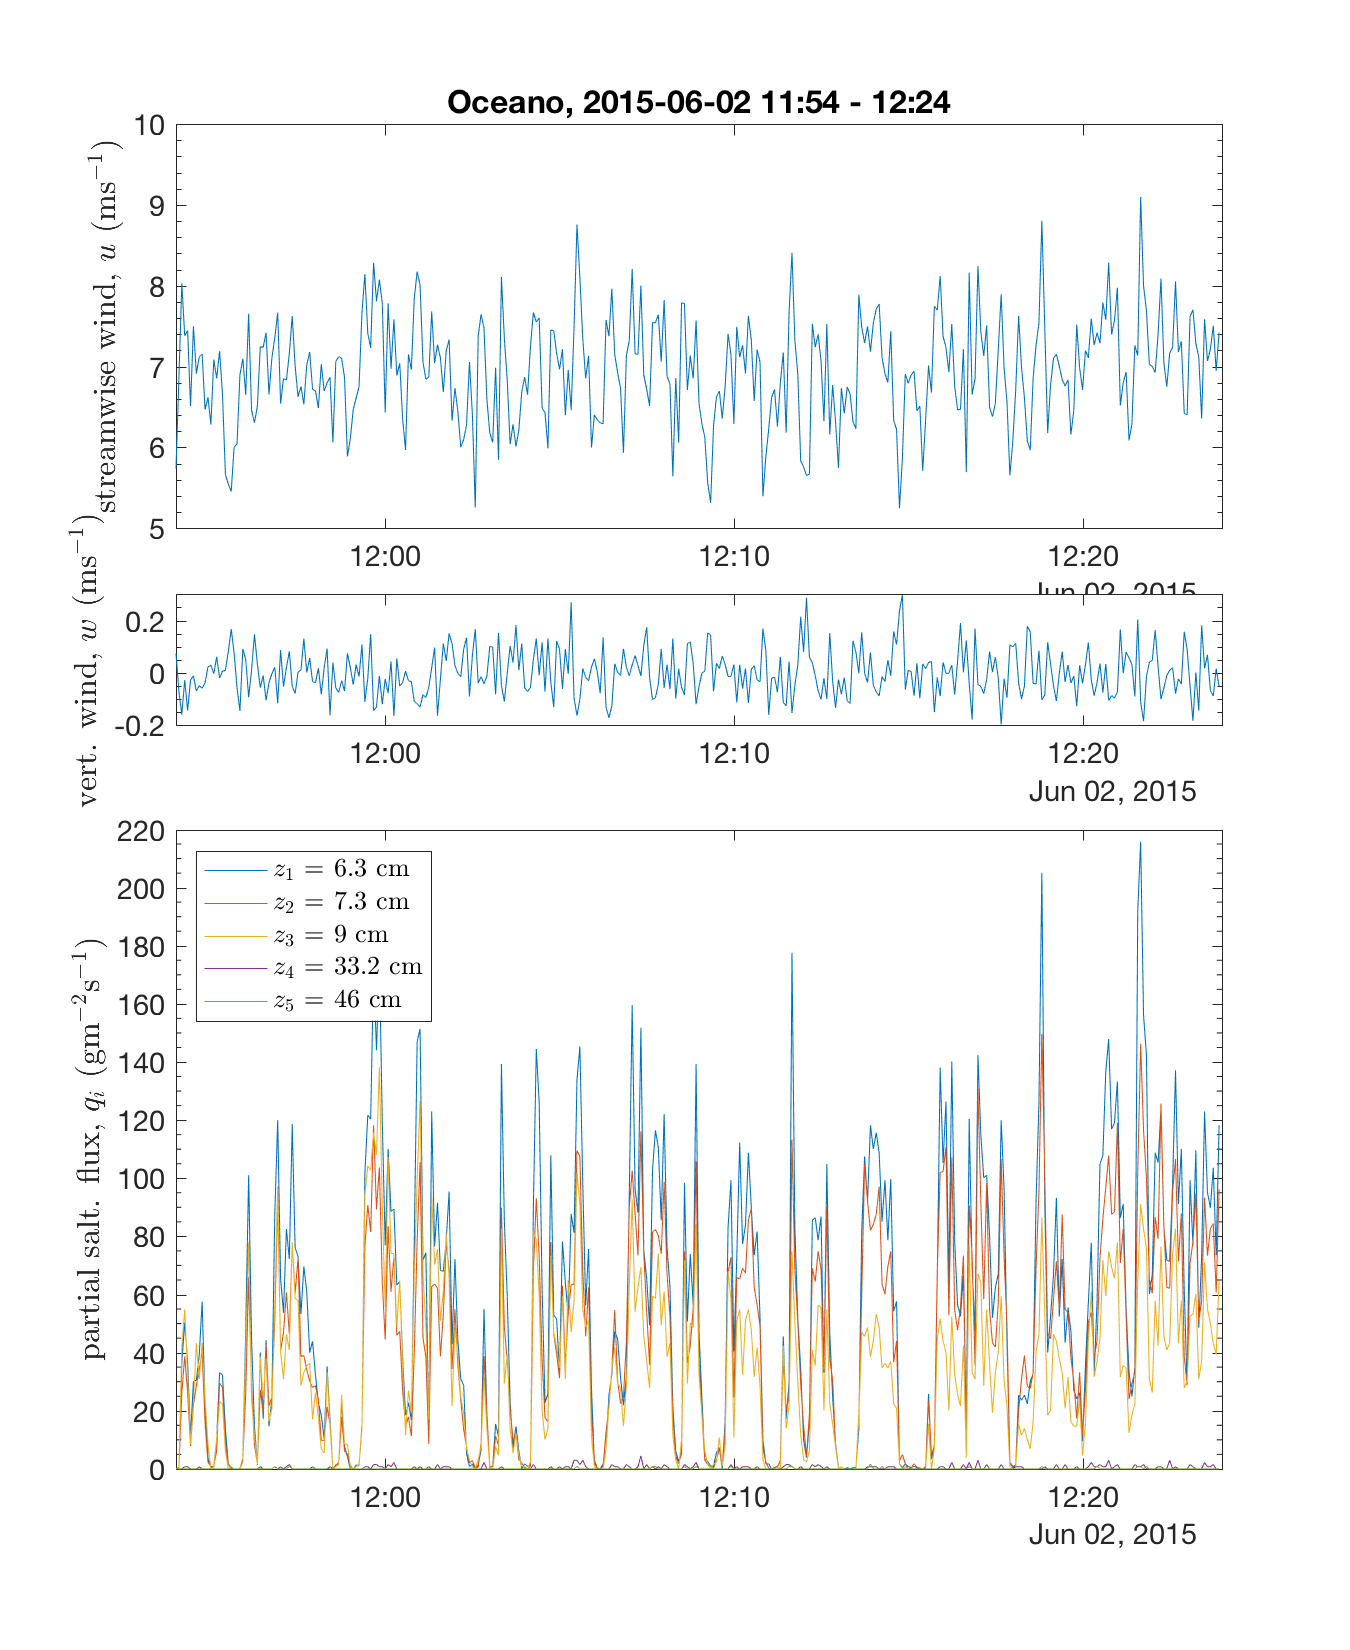 Oceano, 2015-06-02 11:54 - 12:24
streamwise wind, u (ms⁻¹)
10
9
8
7
6
5
12:00 12:10 12:20
Jun 02, 2015
vert. wind, w (ms⁻¹)
0.2
0
-0.2
12:00 12:10 12:20
Jun 02, 2015
partial salt. flux, qᵢ (gm⁻²s⁻¹)
220
200
180
160
140
120
100
80
60
40
20
0
z₁ = 6.3 cm
z₂ = 7.3 cm
z₃ = 9 cm
z₄ = 33.2 cm
z₅ = 46 cm
12:00 12:10 12:20
Jun 02, 2015